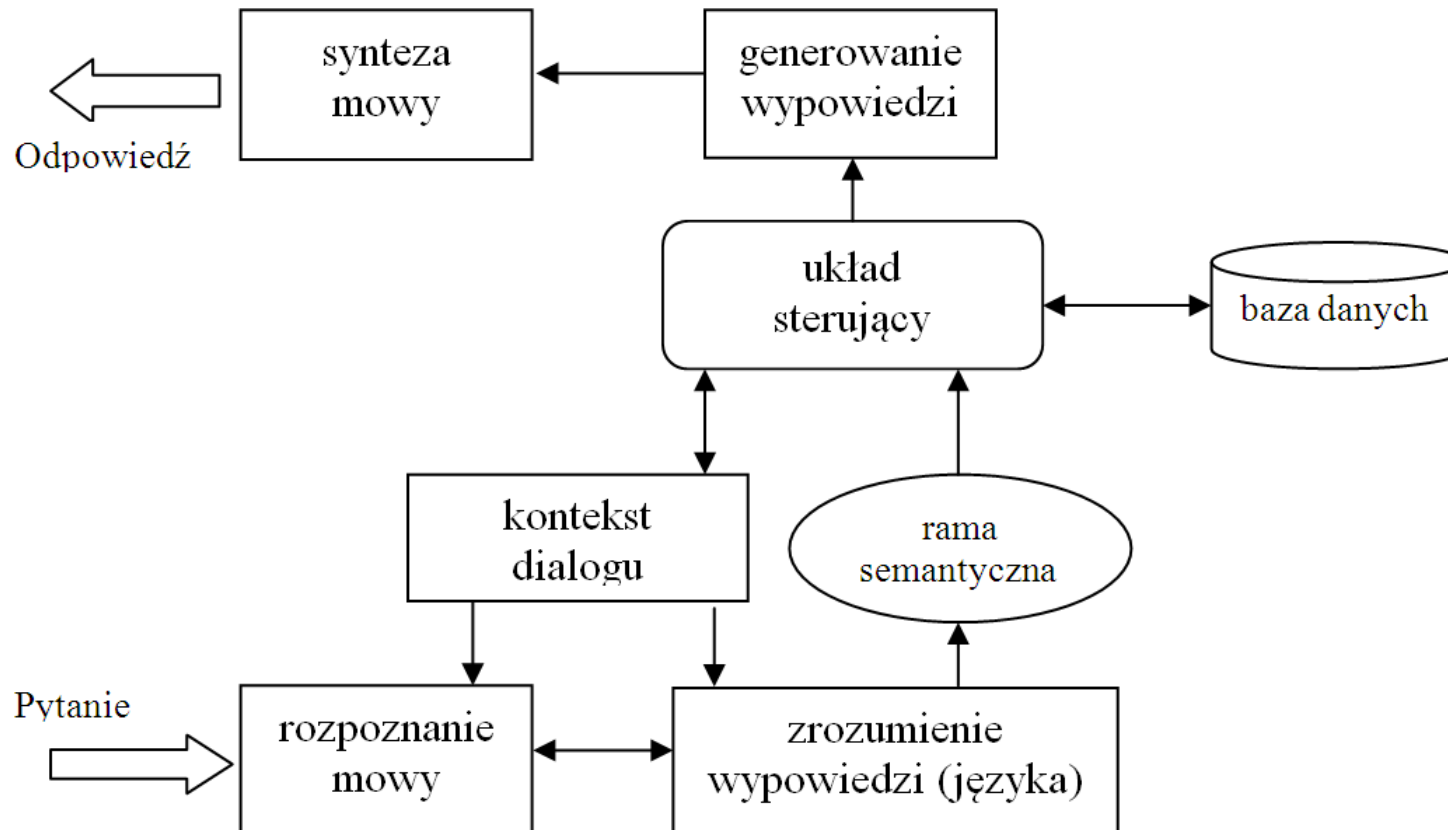 synteza
mowy
generowanie
wypowiedzi
Odpowiedź
układ
sterujący
baza danych
kontekst
dialogu
rama
semantyczna
Pytanie
rozpoznanie
mowy
zrozumienie
wypowiedzi (języka)